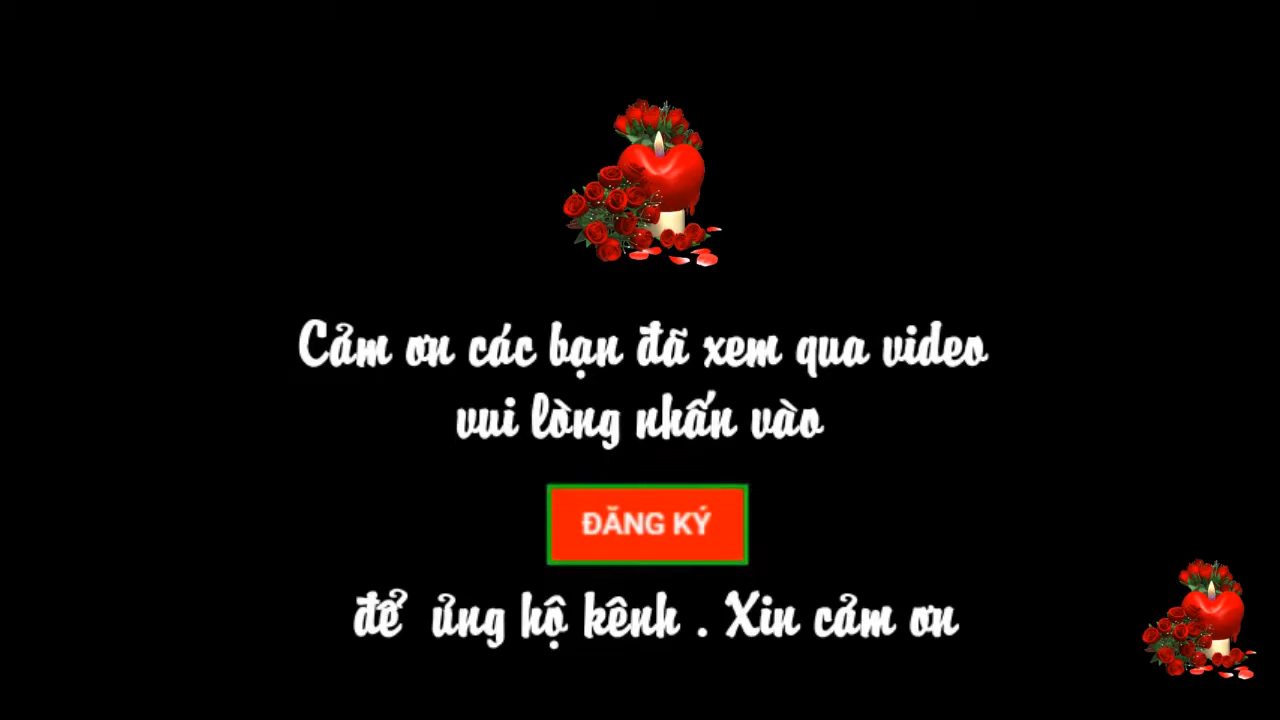 Cảm ơn các bạn đã xem qua video
vui lòng nhấn vào
ĐĂNG KÝ
để ủng hộ kênh . Xin cảm ơn